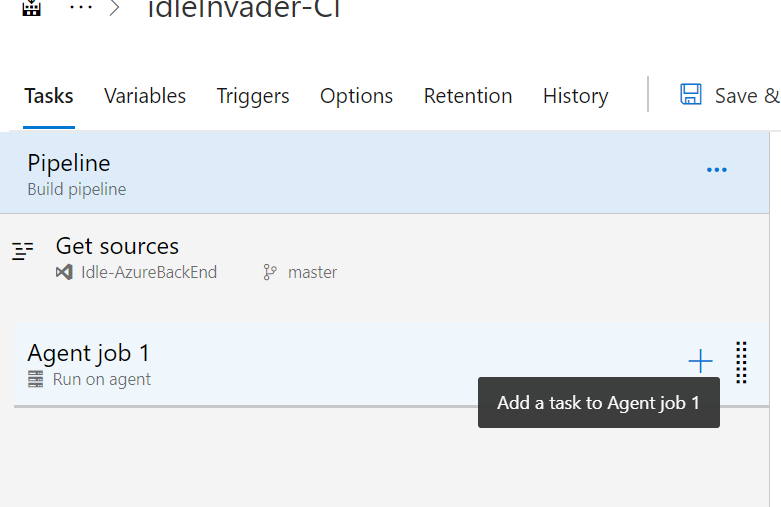 ... > idleInvader-CI
Tasks Variables Triggers Options Retention History Save &
Pipeline ...
Build pipeline
Get sources
Idle-AzureBackEnd master
Agent job 1
Run on agent
Add a task to Agent job 1